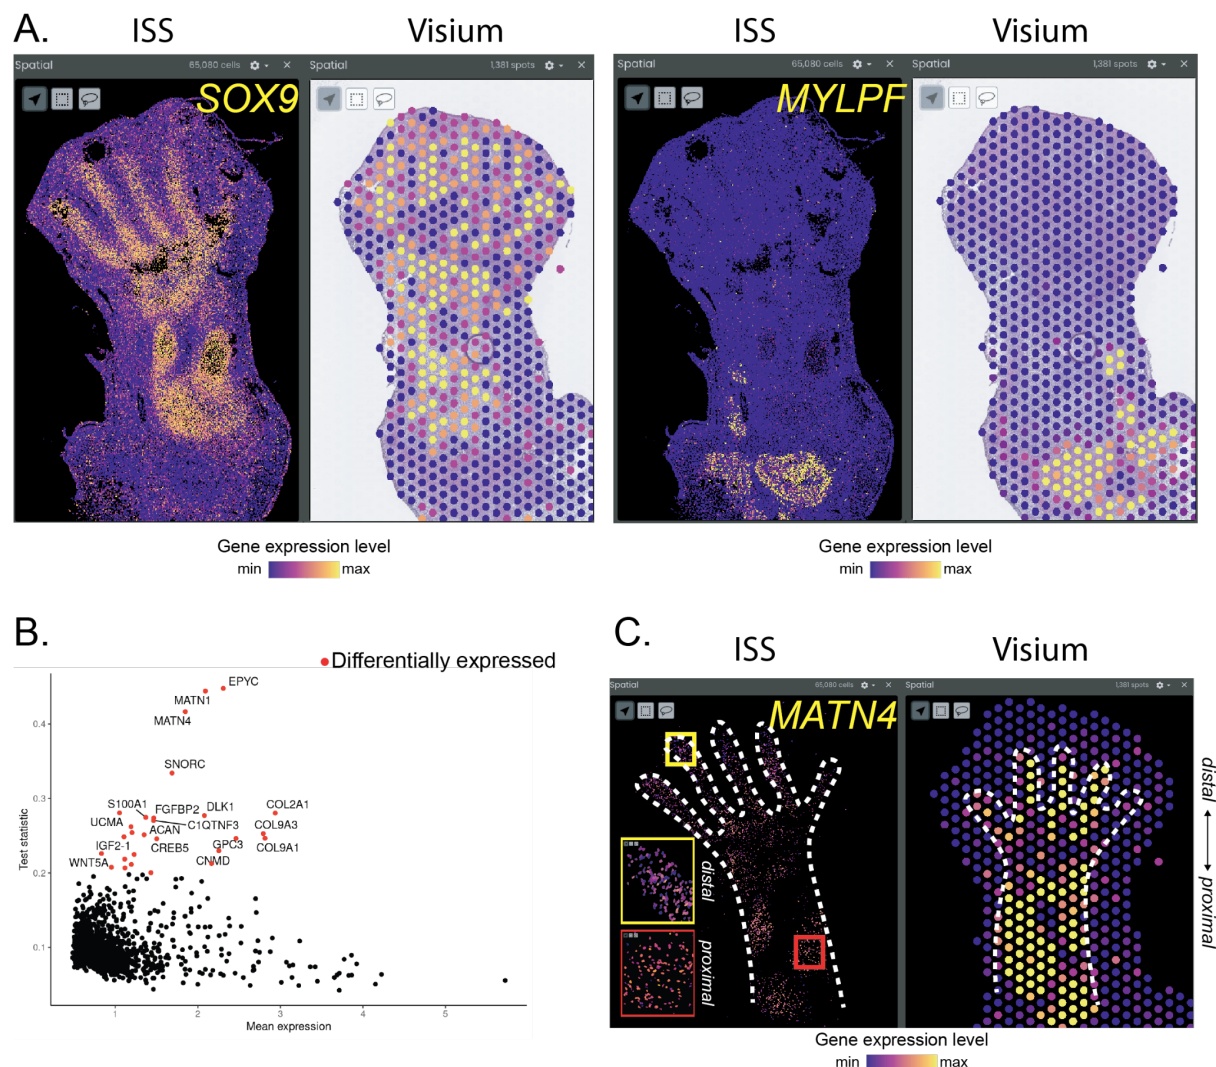 A.
ISS
Visium
ISS
Visium
Spatial
65,080 cells
Spatial
1,381 spots
Spatial
65,080 cells
Spatial
1,381 spots
SOX9
MYLPF
Gene expression level
min
max
Gene expression level
min
max
B.
Differentially expressed
EPYC
MATN1
MATN4
SNORC
S100A1
FGFBP2
DLK1
COL2A1
UCMA
ACAN
C1QTNF3
COL9A3
IGF2-1
CREB5
GPC3
COL9A1
WNT5A
CNMD
0.4
0.3
0.2
0.1
Test statistic
1
2
3
4
5
Mean expression
C.
ISS
Visium
Spatial
65,080 cells
Spatial
1,381 spots
MATN4
distal
proximal
distal
proximal
Gene expression level
min
max